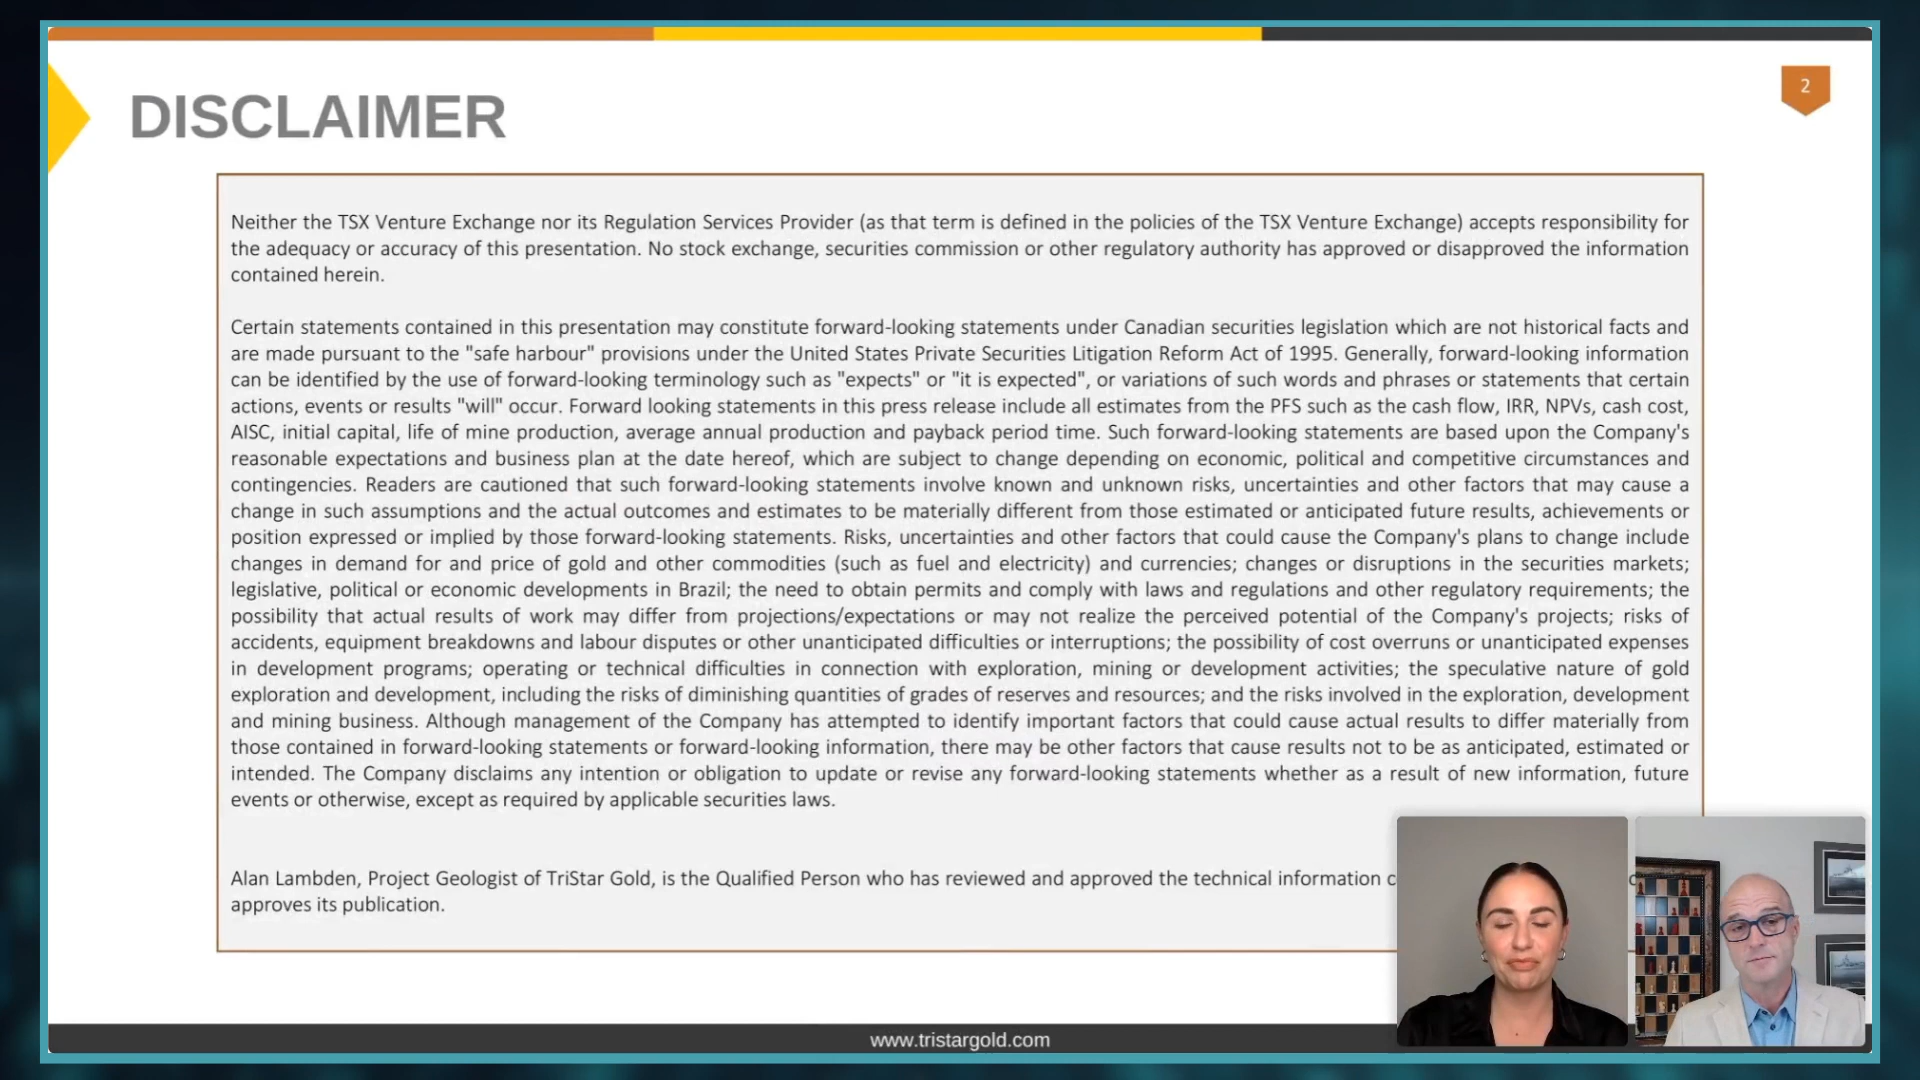 DISCLAIMER
2
Neither the TSX Venture Exchange nor its Regulation Services Provider (as that term is defined in the policies of the TSX Venture Exchange) accepts responsibility for
the adequacy or accuracy of this presentation. No stock exchange, securities commission or other regulatory authority has approved or disapproved the information
contained herein.
Certain statements contained in this presentation may constitute forward-looking statements under Canadian securities legislation which are not historical facts and
are made pursuant to the "safe harbour" provisions under the United States Private Securities Litigation Reform Act of 1995. Generally, forward-looking information
can be identified by the use of forward-looking terminology such as "expects" or "it is expected", or variations of such words and phrases or statements that certain
actions, events or results "will" occur. Forward looking statements in this press release include all estimates from the PFS such as the cash flow, IRR, NPVs, cash cost,
AISC, initial capital, life of mine production, average annual production and payback period time. Such forward-looking statements are based upon the Company's
reasonable expectations and business plan at the date hereof, which are subject to change depending on economic, political and competitive circumstances and
contingencies. Readers are cautioned that such forward-looking statements involve known and unknown risks, uncertainties and other factors that may cause a
change in such assumptions and the actual outcomes and estimates to be materially different from those estimated or anticipated future results, achievements or
position expressed or implied by those forward-looking statements. Risks, uncertainties and other factors that could cause the Company's plans to change include
changes in demand for and price of gold and other commodities (such as fuel and electricity) and currencies; changes or disruptions in the securities markets;
legislative, political or economic developments in Brazil; the need to obtain permits and comply with laws and regulations and other regulatory requirements; the
possibility that actual results of work may differ from projections/expectations or may not realize the perceived potential of the Company's projects; risks of
accidents, equipment breakdowns and labour disputes or other unanticipated difficulties or interruptions; the possibility of cost overruns or unanticipated expenses
in development programs; operating or technical difficulties in connection with exploration, mining or development activities; the speculative nature of gold
exploration and development, including the risks of diminishing quantities of grades of reserves and resources; and the risks involved in the exploration, development
and mining business. Although management of the Company has attempted to identify important factors that could cause actual results to differ materially from
those contained in forward-looking statements or forward-looking information, there may be other factors that cause results not to be as anticipated, estimated or
intended. The Company disclaims any intention or obligation to update or revise any forward-looking statements whether as a result of new information, future
events or otherwise, except as required by applicable securities laws.
Alan Lambden, Project Geologist of TriStar Gold, is the Qualified Person who has reviewed and approved the technical information
approves its publication.
www.tristargold.com